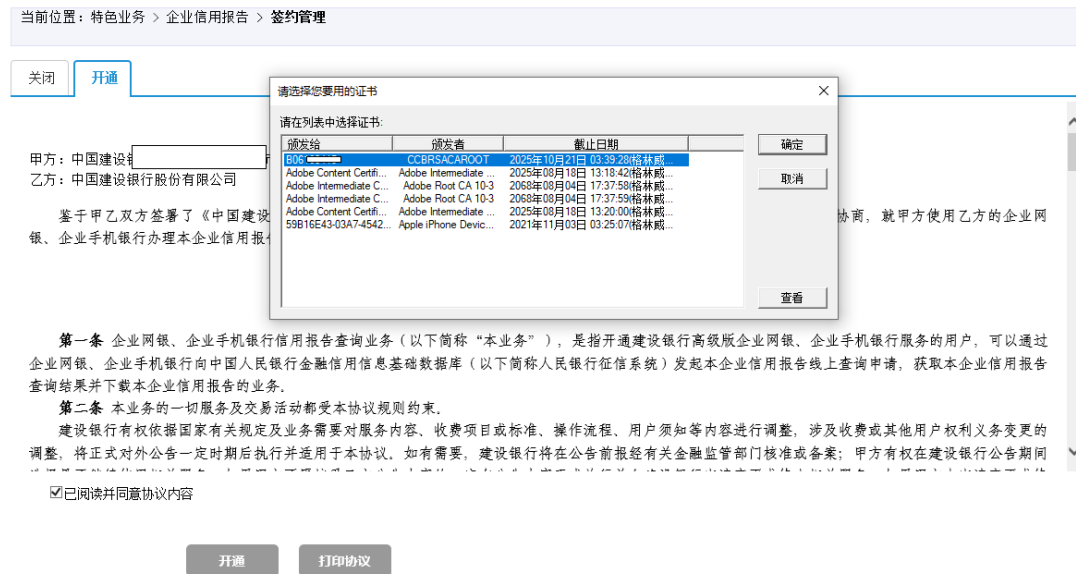 当前位置：特色业务 > 企业信用报告 > 签约管理
关闭
开通
请选择您要用的证书
请在列表中选择证书:
颁发给 颁发者 截止日期
B06 CCBRSACAROOT 2025年10月21日 03:39:28(格林威...
Adobe Content Certifi... Adobe Intermediate ... 2025年08月18日 13:18:42(格林威...
Adobe Intermediate C... Adobe Root CA 10-3 2068年08月04日 17:37:58(格林威...
Adobe Intermediate C... Adobe Root CA 10-3 2068年08月04日 17:37:59(格林威...
Adobe Content Certifi... Adobe Intermediate ... 2025年08月18日 13:20:00(格林威...
59B16E43-03A7-4542... Apple iPhone Devic... 2021年11月03日 03:25:07(格林威...
确定
取消
查看
甲方：中国建设
乙方：中国建设银行股份有限公司
鉴于甲乙双方签署了《中国建设 协商，就甲方使用乙方的企业网
银、企业手机银行办理本企业信用报
第一条 企业网银、企业手机银行信用报告查询业务（以下简称“本业务”），是指开通建设银行高级版企业网银、企业手机银行服务的用户，可以通过
企业网银、企业手机银行向中国人民银行金融信用信息基础数据库（以下简称人民银行征信系统）发起本企业信用报告线上查询申请，获取本企业信用报告
查询结果并下载本企业信用报告的业务。
第二条 本业务的一切服务及交易活动都受本协议规则约束。
建设银行有权依据国家有关规定及业务需要对服务内容、收费项目或标准、操作流程、用户须知等内容进行调整，涉及收费或其他用户权利义务变更的
调整，将正式对外公告一定时期后执行并适用于本协议。如有需要，建设银行将在公告前报经有关金融监管部门核准或备案；甲方有权在建设银行公告期间
已阅读并同意协议内容
开通
打印协议